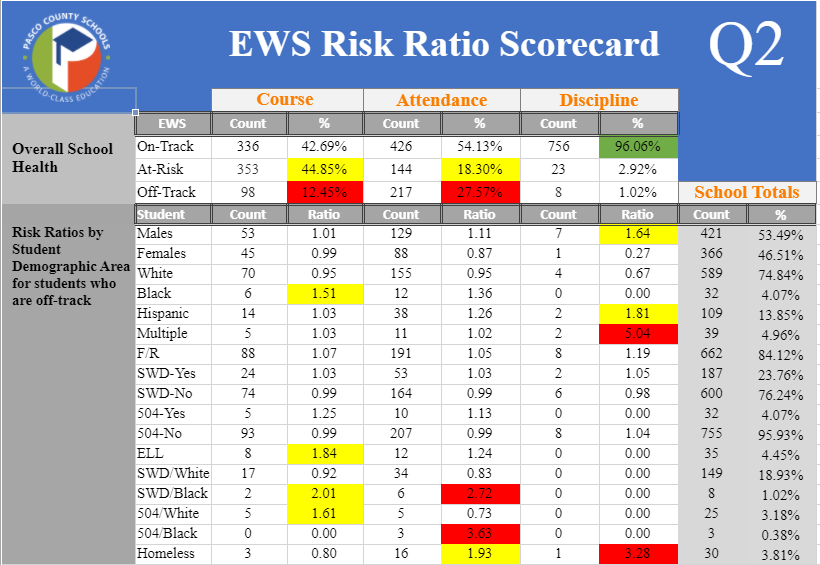 PASCO COUNTY SCHOOLS
A WORLD-CLASS EDUCATION
EWS Risk Ratio Scorecard Q2
Course Attendance Discipline
EWS Count % Count % Count %
Overall School Health
On-Track 336 42.69% 426 54.13% 756 96.06%
At-Risk 353 44.85% 144 18.30% 23 2.92%
Off-Track 98 12.45% 217 27.57% 8 1.02% School Totals
Student Count Ratio Count Ratio Count Ratio Count %
Risk Ratios by
Student
Demographic Area
for students who
are off-track
Males 53 1.01 129 1.11 7 1.64 421 53.49%
Females 45 0.99 88 0.87 1 0.27 366 46.51%
White 70 0.95 155 0.95 4 0.67 589 74.84%
Black 6 1.51 12 1.36 0 0.00 32 4.07%
Hispanic 14 1.03 38 1.26 2 1.81 109 13.85%
Multiple 5 1.03 11 1.02 2 5.04 39 4.96%
F/R 88 1.07 191 1.05 8 1.19 662 84.12%
SWD-Yes 24 1.03 53 1.03 2 1.05 187 23.76%
SWD-No 74 0.99 164 0.99 6 0.98 600 76.24%
504-Yes 5 1.25 10 1.13 0 0.00 32 4.07%
504-No 93 0.99 207 0.99 8 1.04 755 95.93%
ELL 8 1.84 12 1.24 0 0.00 35 4.45%
SWD/White 17 0.92 34 0.83 0 0.00 149 18.93%
SWD/Black 2 2.01 6 2.72 0 0.00 8 1.02%
504/White 5 1.61 5 0.73 0 0.00 25 3.18%
504/Black 0 0.00 3 3.63 0 0.00 3 0.38%
Homeless 3 0.80 16 1.93 1 3.28 30 3.81%